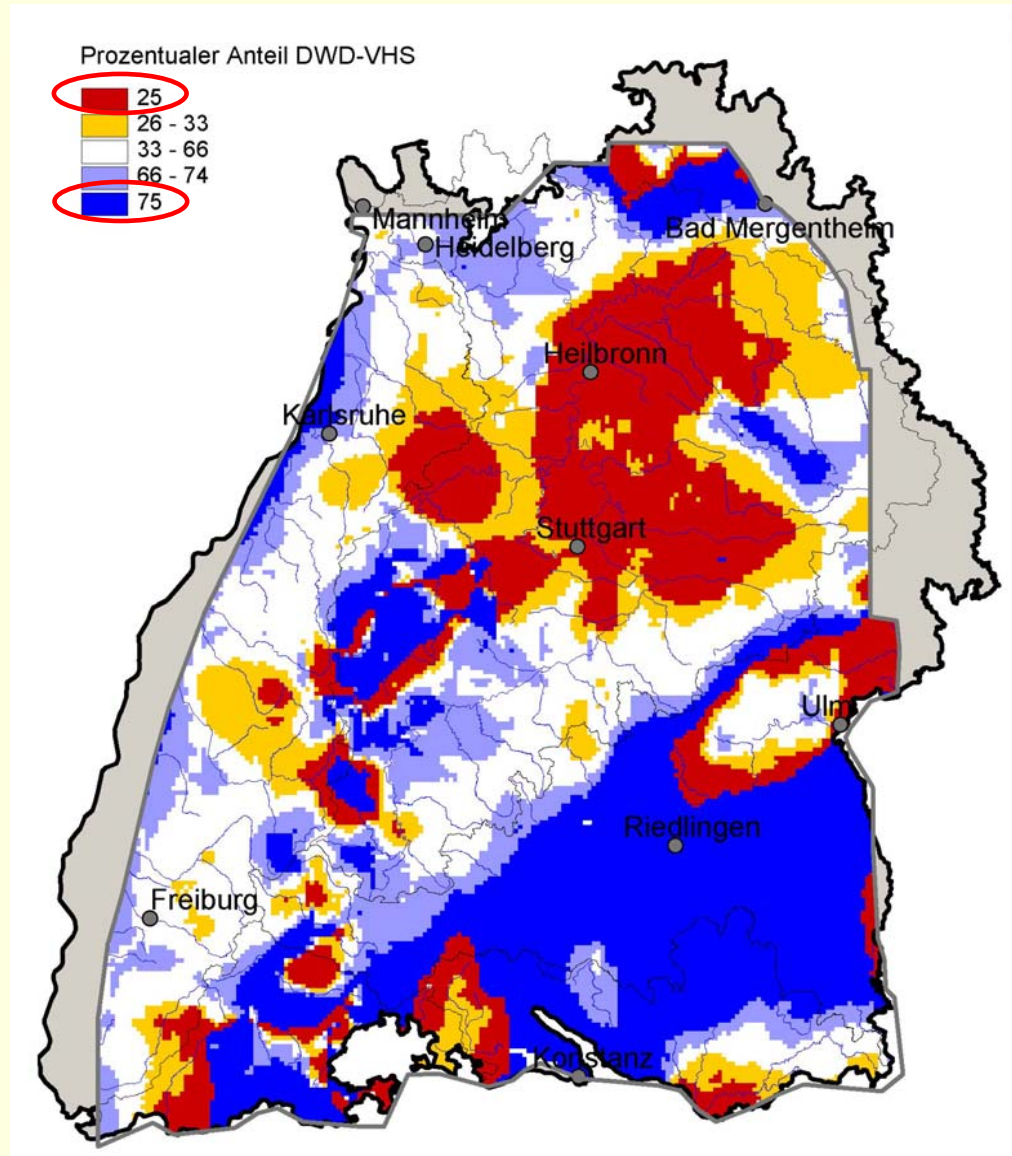 Prozentualer Anteil DWD-VHS
25
26 - 33
33 - 66
66 - 74
75
Mannheim
Bad Mergentheim
Heidelberg
Heilbronn
Karlsruhe
Stuttgart
Ulm
Riedlingen
Freiburg
Konstanz